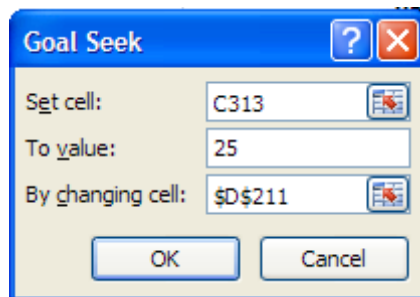 Goal Seek
Set cell: C313
To value: 25
By changing cell: $D$211
OK Cancel